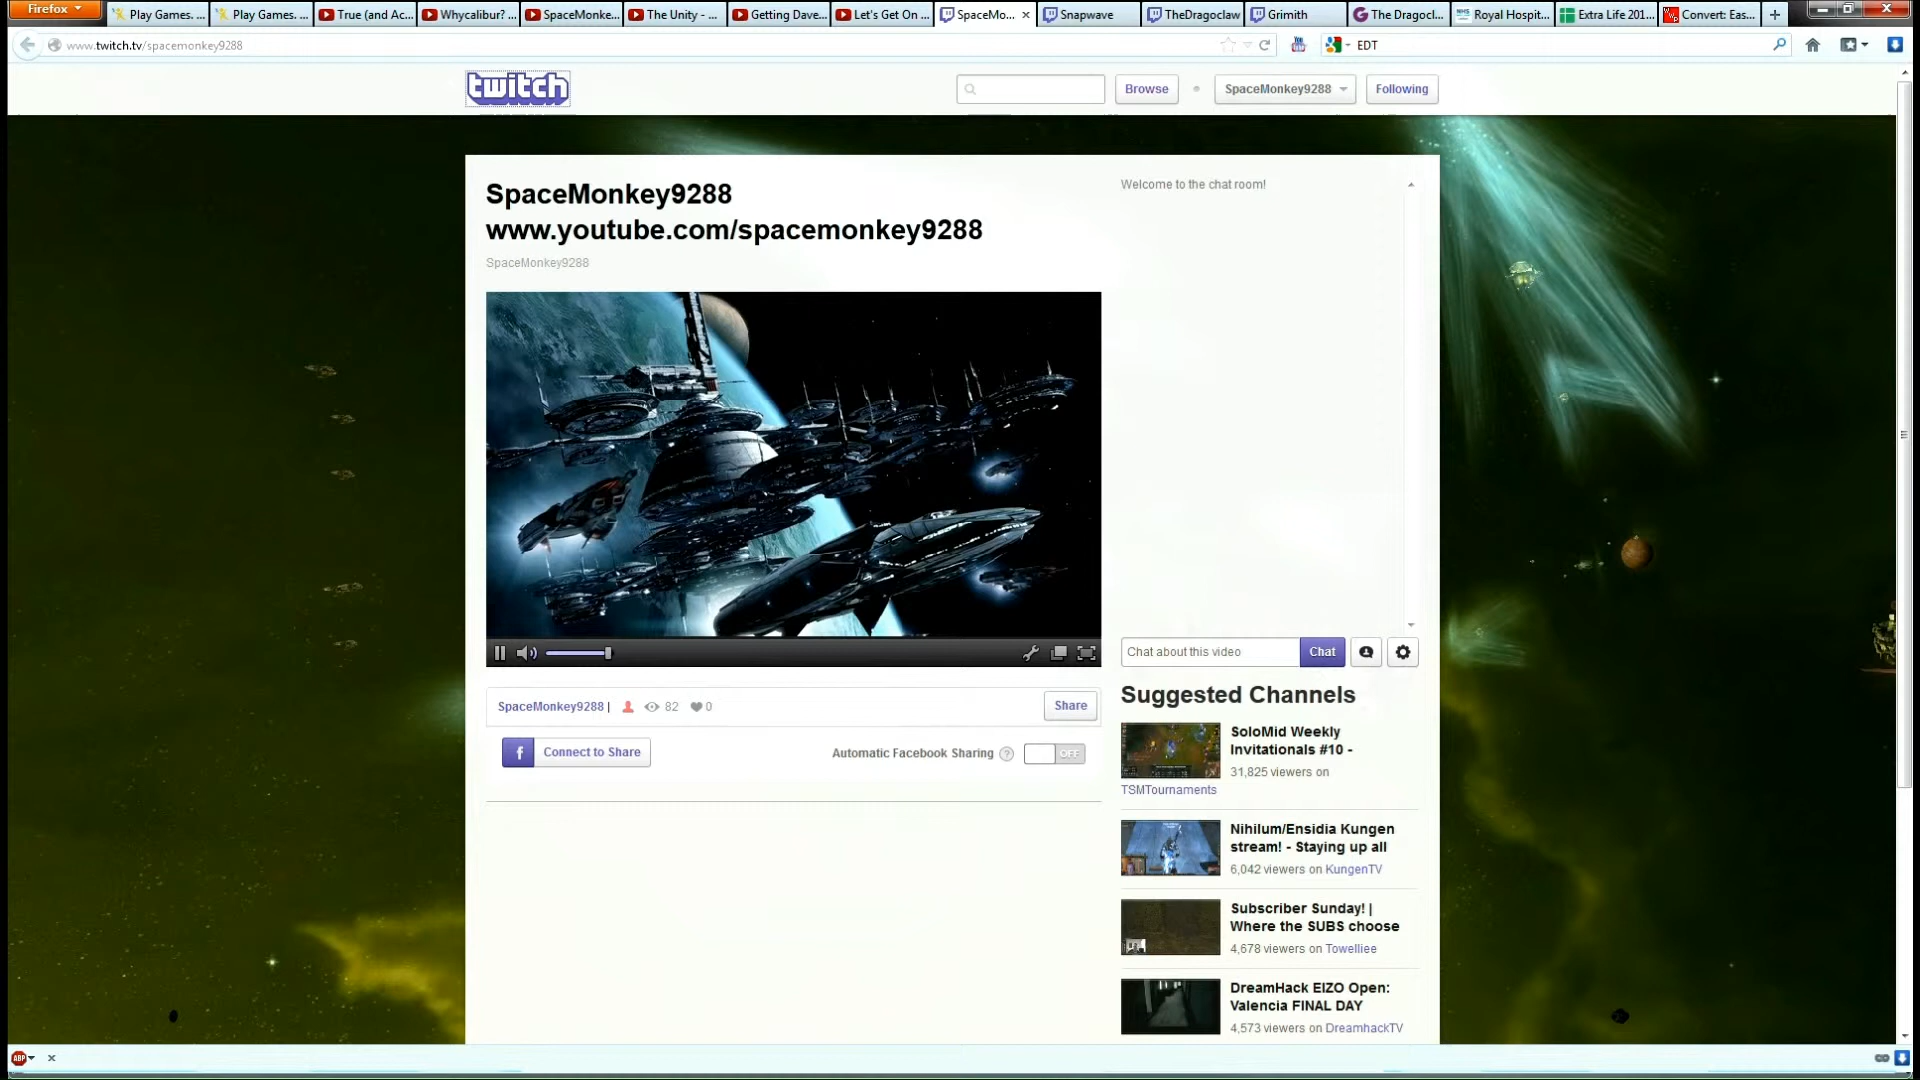 Firefox
Play Games. ...
Play Games. ...
True (and Ac...
Whycalibur? ...
SpaceMonke...
The Unity - ...
Getting Dave...
Let's Get On ...
SpaceMo...
Snapwave
TheDragoclaw
Grimith
The Dragocl...
Royal Hospit...
Extra Life 201...
Convert: Eas...
www.twitch.tv/spacemonkey9288
EDT
twitch
Browse
SpaceMonkey9288
Following
SpaceMonkey9288
www.youtube.com/spacemonkey9288
SpaceMonkey9288
Welcome to the chat room!
Chat about this video
Chat
SpaceMonkey9288 |
82
0
Share
f
Connect to Share
Automatic Facebook Sharing
?
OFF
Suggested Channels
SoloMid Weekly
Invitationals #10 -
31,825 viewers on
TSMTournaments
Nihilum/Ensidia Kungen
stream! - Staying up all
6,042 viewers on KungenTV
Subscriber Sunday! |
Where the SUBS choose
4,678 viewers on Towelliee
DreamHack EIZO Open:
Valencia FINAL DAY
4,573 viewers on DreamhackTV
ABP